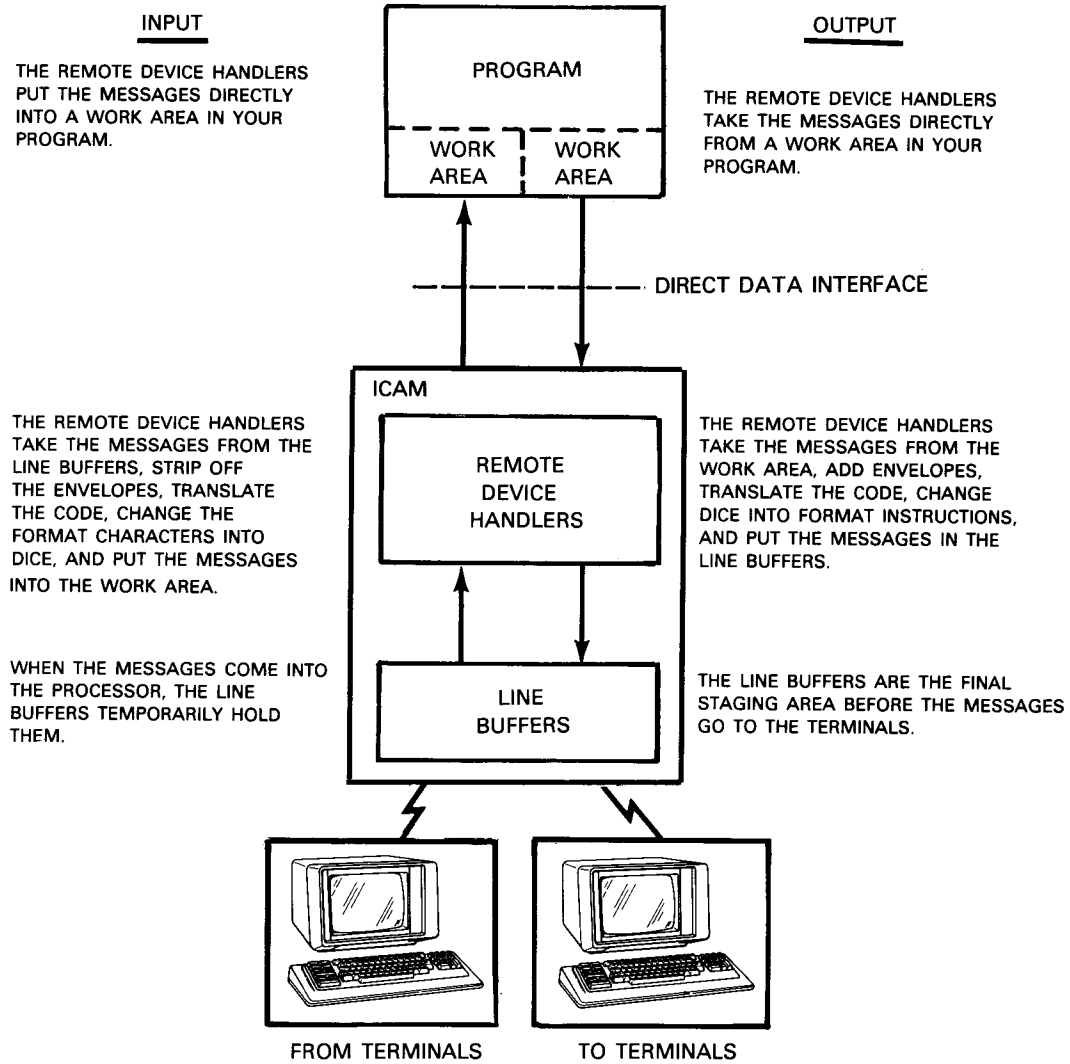 INPUT
THE REMOTE DEVICE HANDLERS
PUT THE MESSAGES DIRECTLY
INTO A WORK AREA IN YOUR
PROGRAM.
PROGRAM
WORK
AREA
WORK
AREA
OUTPUT
THE REMOTE DEVICE HANDLERS
TAKE THE MESSAGES DIRECTLY
FROM A WORK AREA IN YOUR
PROGRAM.
DIRECT DATA INTERFACE
ICAM
THE REMOTE DEVICE HANDLERS
TAKE THE MESSAGES FROM THE
LINE BUFFERS, STRIP OFF
THE ENVELOPES, TRANSLATE
THE CODE, CHANGE THE
FORMAT CHARACTERS INTO
DICE, AND PUT THE MESSAGES
INTO THE WORK AREA.
REMOTE
DEVICE
HANDLERS
THE REMOTE DEVICE HANDLERS
TAKE THE MESSAGES FROM THE
WORK AREA, ADD ENVELOPES,
TRANSLATE THE CODE, CHANGE
DICE INTO FORMAT INSTRUCTIONS,
AND PUT THE MESSAGES IN THE
LINE BUFFERS.
WHEN THE MESSAGES COME INTO
THE PROCESSOR, THE LINE
BUFFERS TEMPORARILY HOLD
THEM.
LINE
BUFFERS
THE LINE BUFFERS ARE THE FINAL
STAGING AREA BEFORE THE MESSAGES
GO TO THE TERMINALS.
FROM TERMINALS
TO TERMINALS